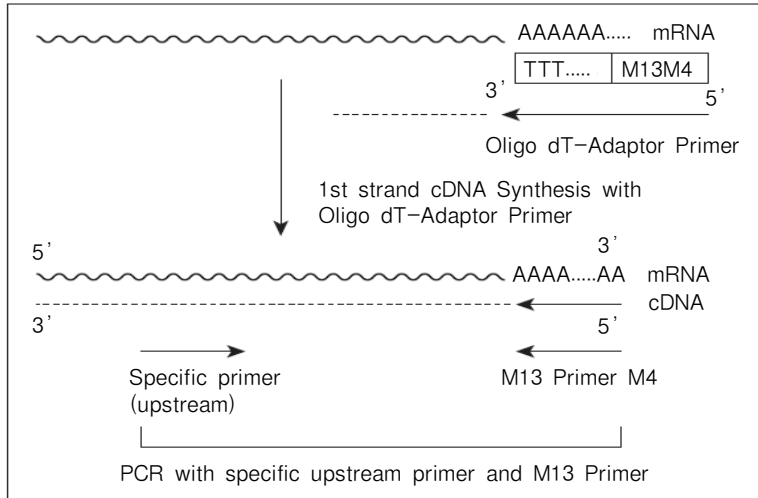 AAAAAA..... mRNA
TTT..... M13M4
3' 5'
Oligo dT-Adaptor Primer
1st strand cDNA Synthesis with
Oligo dT-Adaptor Primer
5' 3'
AAAA.....AA mRNA
cDNA
3' 5'
Specific primer
(upstream)
M13 Primer M4
PCR with specific upstream primer and M13 Primer